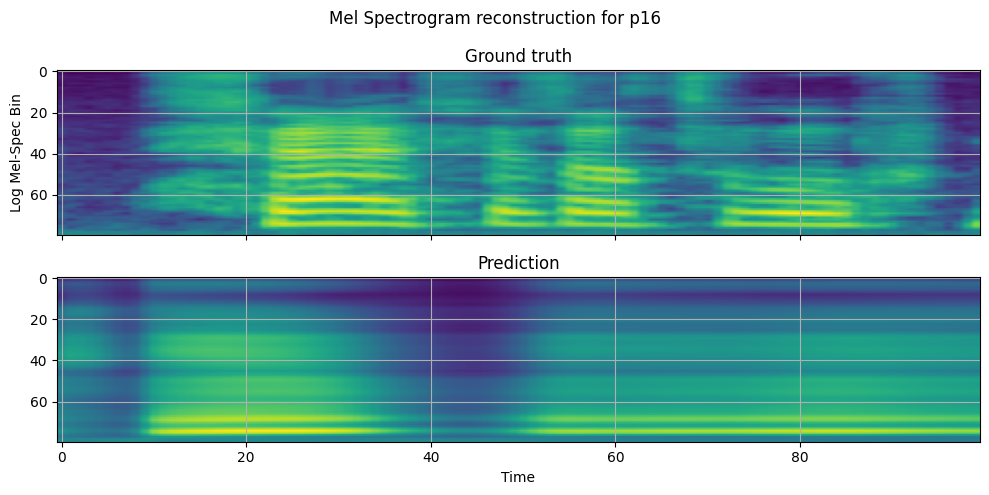 Mel Spectrogram reconstruction for p16
Ground truth
0
20
40
60
Log Mel-Spec Bin
Prediction
0
20
40
60
0 20 40 60 80
Time